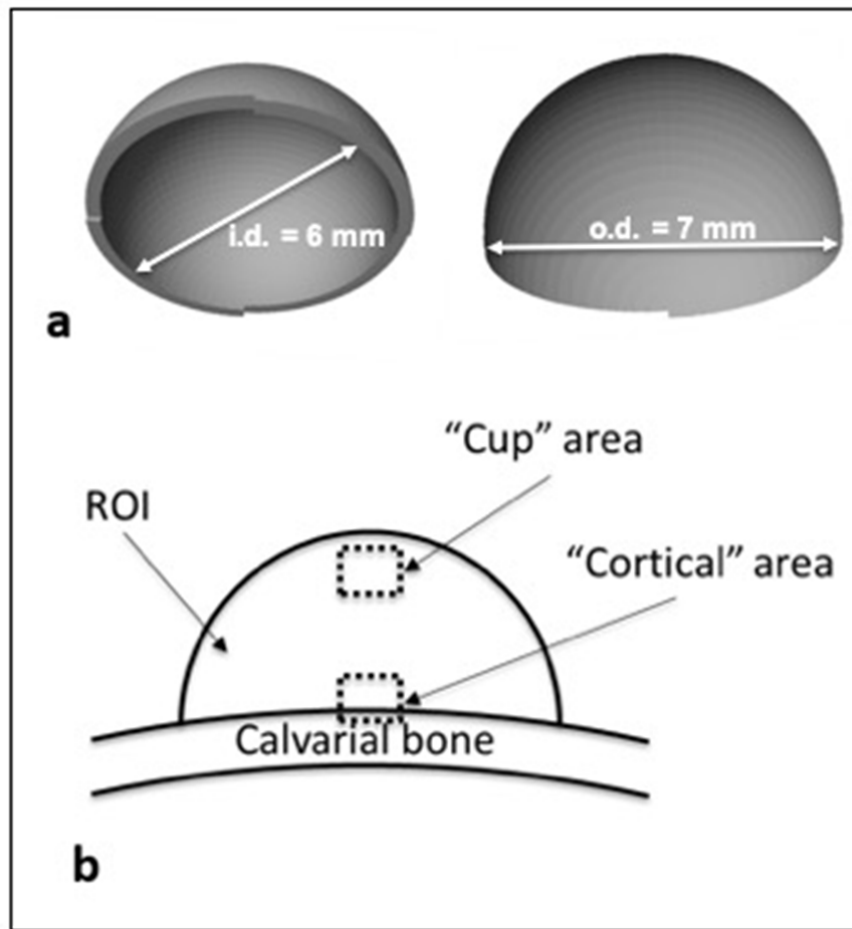 i.d. = 6 mm
o.d. = 7 mm
a
“Cup” area
ROI
“Cortical” area
Calvarial bone
b